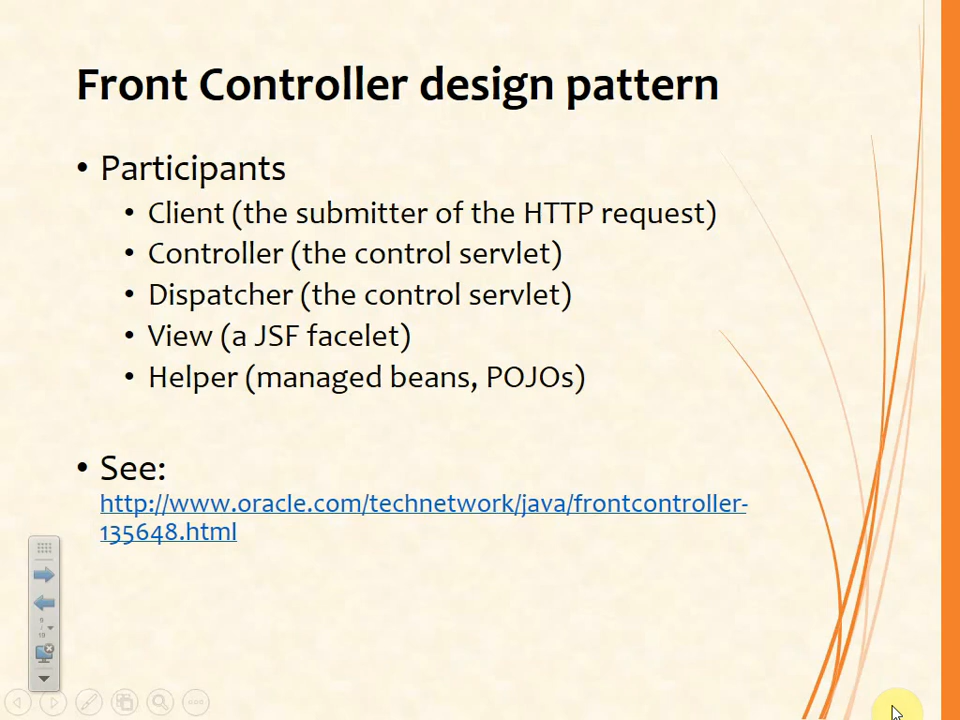 Front Controller design pattern
• Participants
• Client (the submitter of the HTTP request)
• Controller (the control servlet)
• Dispatcher (the control servlet)
• View (a JSF facelet)
• Helper (managed beans, POJOs)
• See:
http://www.oracle.com/technetwork/java/frontcontroller-
135648.html